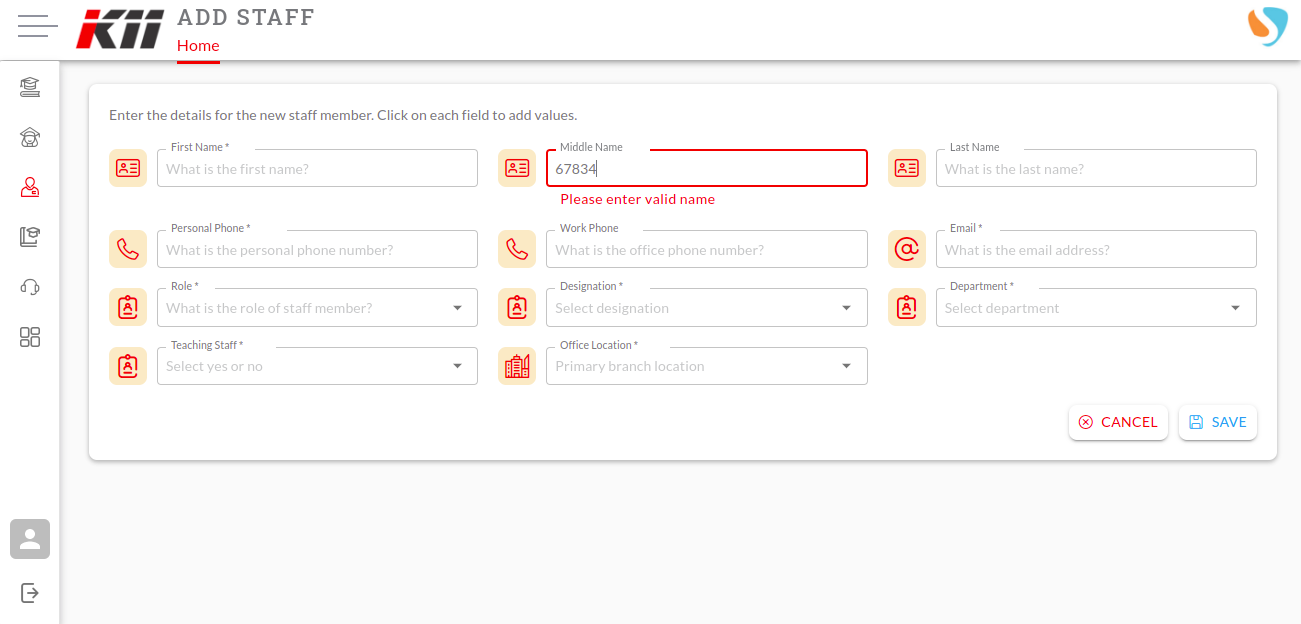 KII
ADD STAFF
Home
Enter the details for the new staff member. Click on each field to add values.
First Name *
What is the first name?
Middle Name
67834
Please enter valid name
Last Name
What is the last name?
Personal Phone *
What is the personal phone number?
Work Phone
What is the office phone number?
Email *
What is the email address?
Role *
What is the role of staff member?
Designation *
Select designation
Department *
Select department
Teaching Staff *
Select yes or no
Office Location *
Primary branch location
CANCEL
SAVE